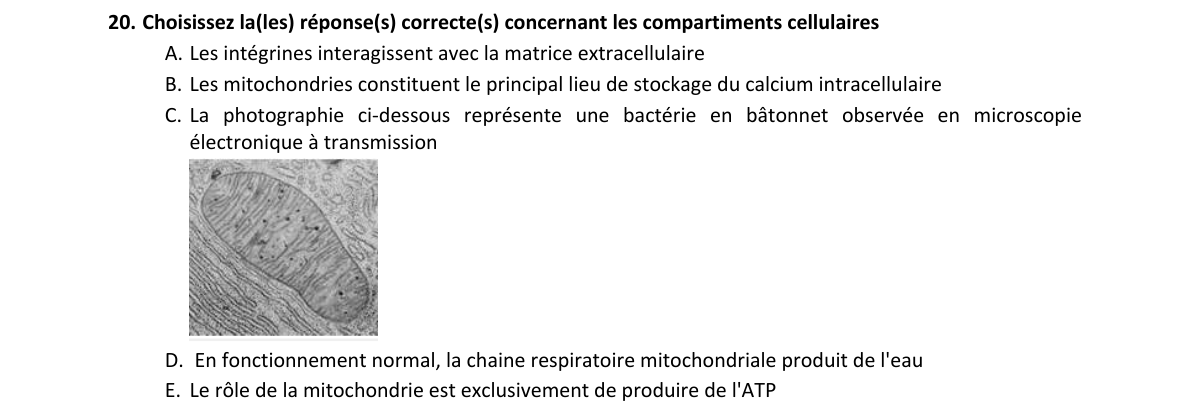 20. Choisissez la(les) réponse(s) correcte(s) concernant les compartiments cellulaires
A. Les intégrines interagissent avec la matrice extracellulaire
B. Les mitochondries constituent le principal lieu de stockage du calcium intracellulaire
C. La photographie ci-dessous représente une bactérie en bâtonnet observée en microscopie
électronique à transmission
D. En fonctionnement normal, la chaine respiratoire mitochondriale produit de l'eau
E. Le rôle de la mitochondrie est exclusivement de produire de l'ATP